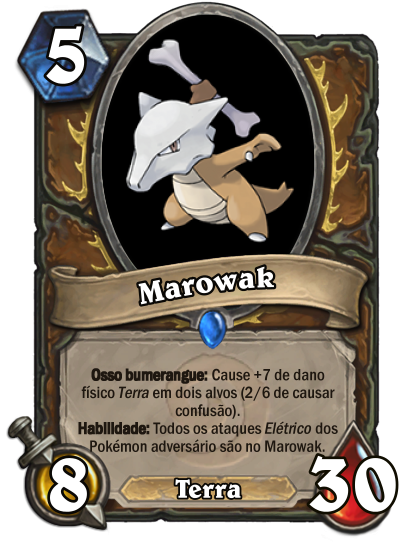 5
Marowak
Osso bumerangue: Cause +7 de dano
físico Terra em dois alvos (2/6 de causar
confusão).
Habilidade: Todos os ataques Elétrico dos
Pokémon adversário são no Marowak.
8
Terra
30